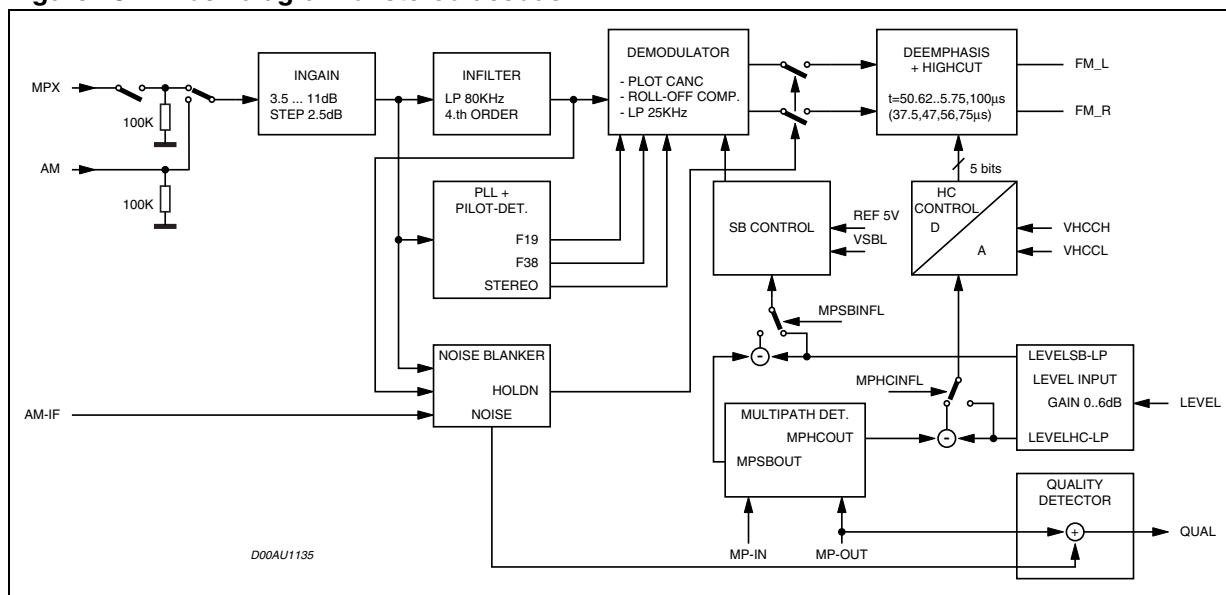 MPX
100K
AM
100K
INGAIN
3.5 ... 11dB
STEP 2.5dB
INFILTER
LP 80KHz
4.th ORDER
DEMODULATOR
- PLOT CANC
- ROLL-OFF COMP.
- LP 25KHz
DEEMPHASIS
+ HIGHCUT
t=50.62..5.75,100µs
(37.5,47,56,75µs)
FM_L
FM_R
5 bits
PLL +
PILOT-DET.
F19
F38
STEREO
SB CONTROL
REF 5V
VSBL
HC
CONTROL
D
A
VHCCH
VHCCL
MPSBINFL
NOISE BLANKER
HOLDN
NOISE
AM-IF
-
MPHCINFL
-
LEVELSB-LP
LEVEL INPUT
GAIN 0..6dB
LEVELHC-LP
LEVEL
MULTIPATH DET.
MPHCOUT
MPSBOUT
MP-IN
MP-OUT
QUALITY
DETECTOR
+
QUAL
D00AU1135